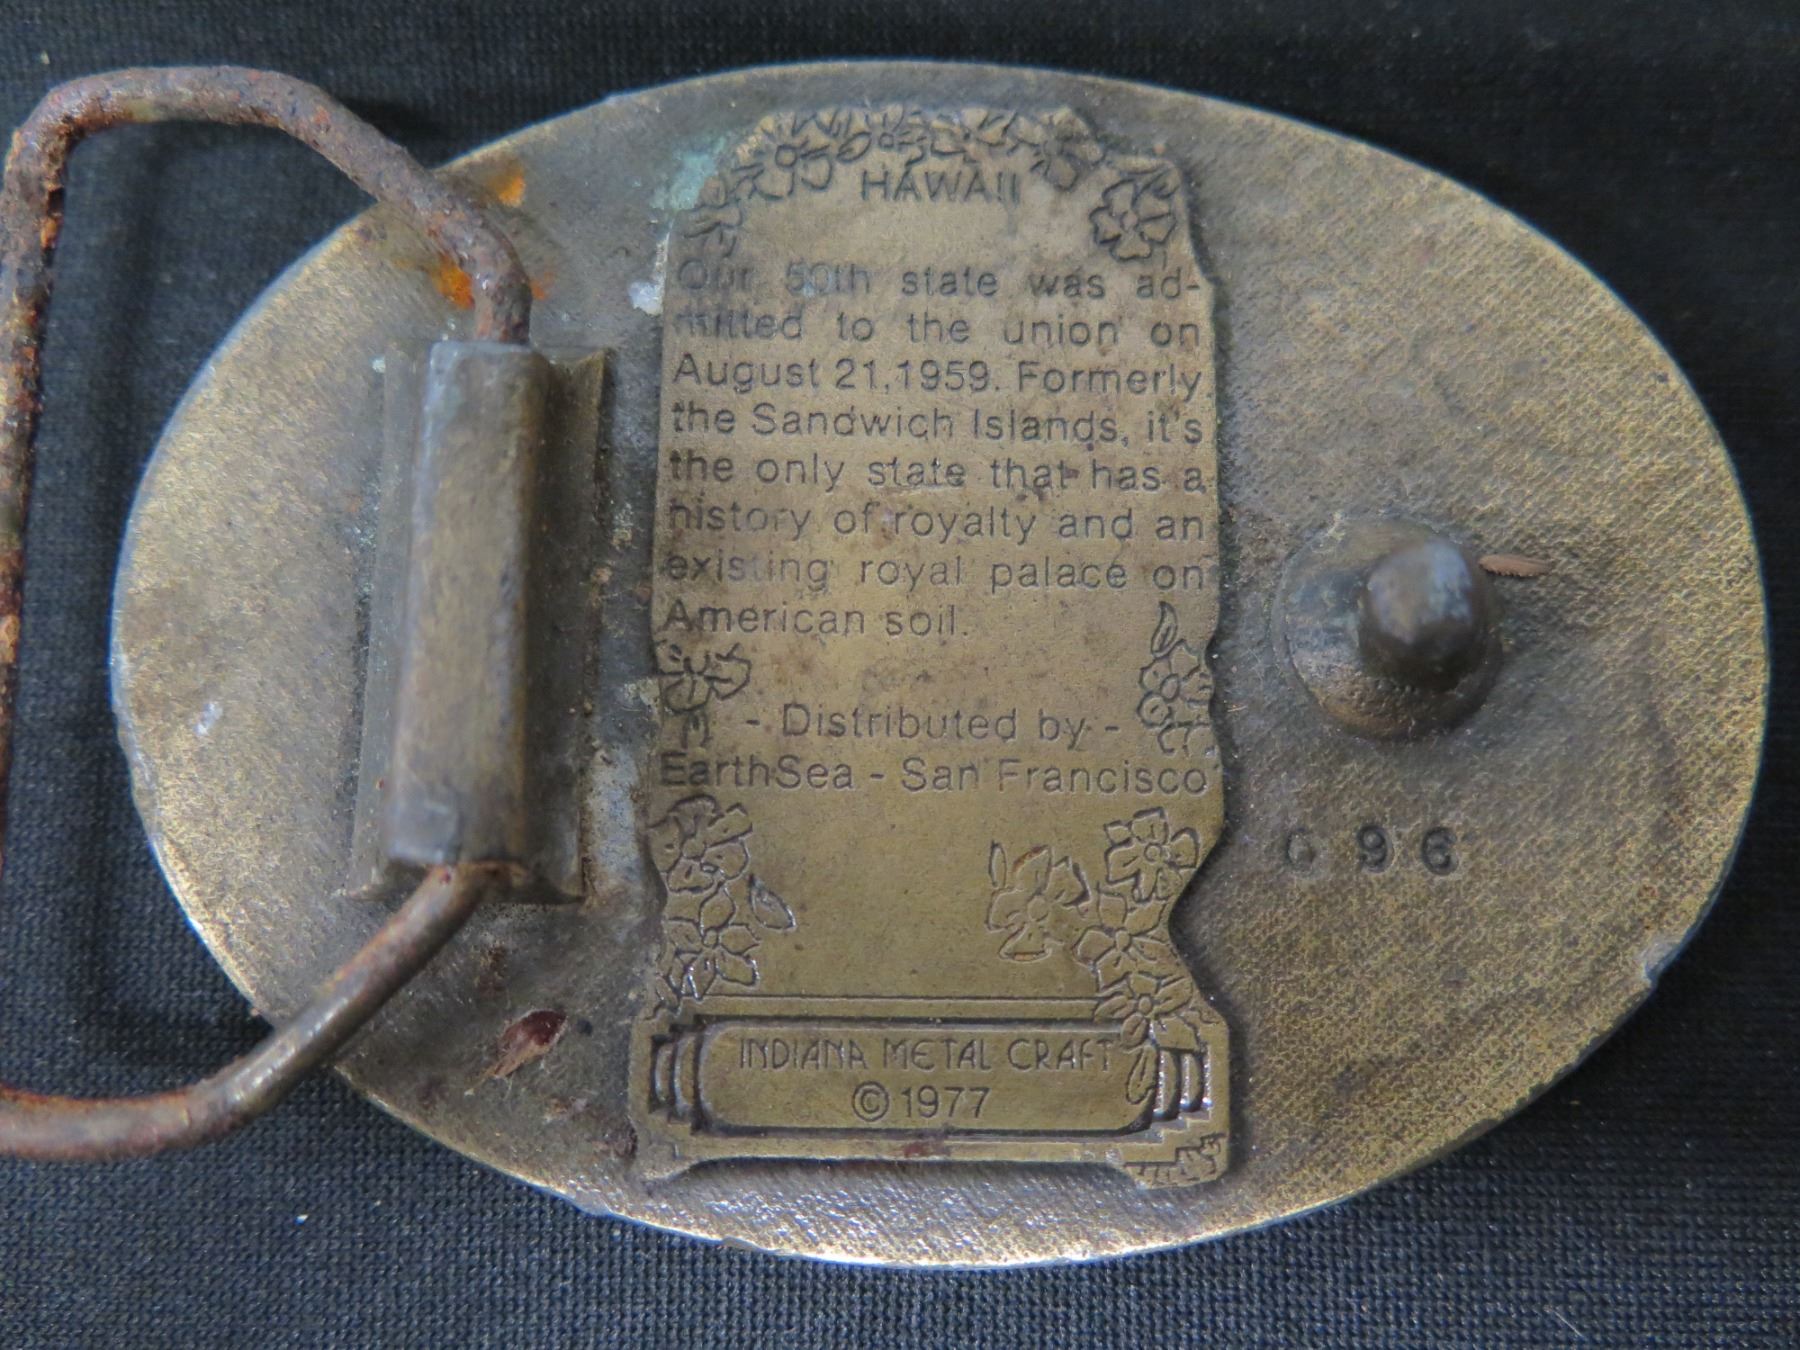 HAWAII
Our 50th state was ad-
mitted to the union on
August 21, 1959. Formerly
the Sandwich Islands, it's
the only state that has a
history of royalty and an
existing royal palace on
American soil.
- Distributed by -
EarthSea - San Francisco
96
INDIANA METAL CRAFT
© 1977